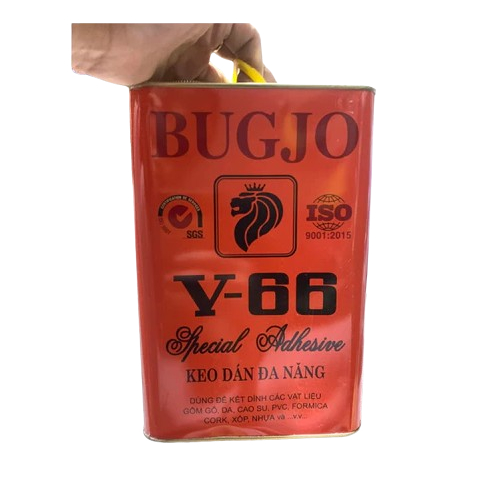 BUGJO
SGS
ISO
9001:2015
V-66
Special Adhesive
KEO DÁN ĐA NĂNG
DÙNG ĐỂ KẾT DÍNH CÁC VẬT LIỆU
GỒM GỖ, DA, CAO SU, PVC, FORMICA
CORK, XỐP, NHỰA và ...v.v...